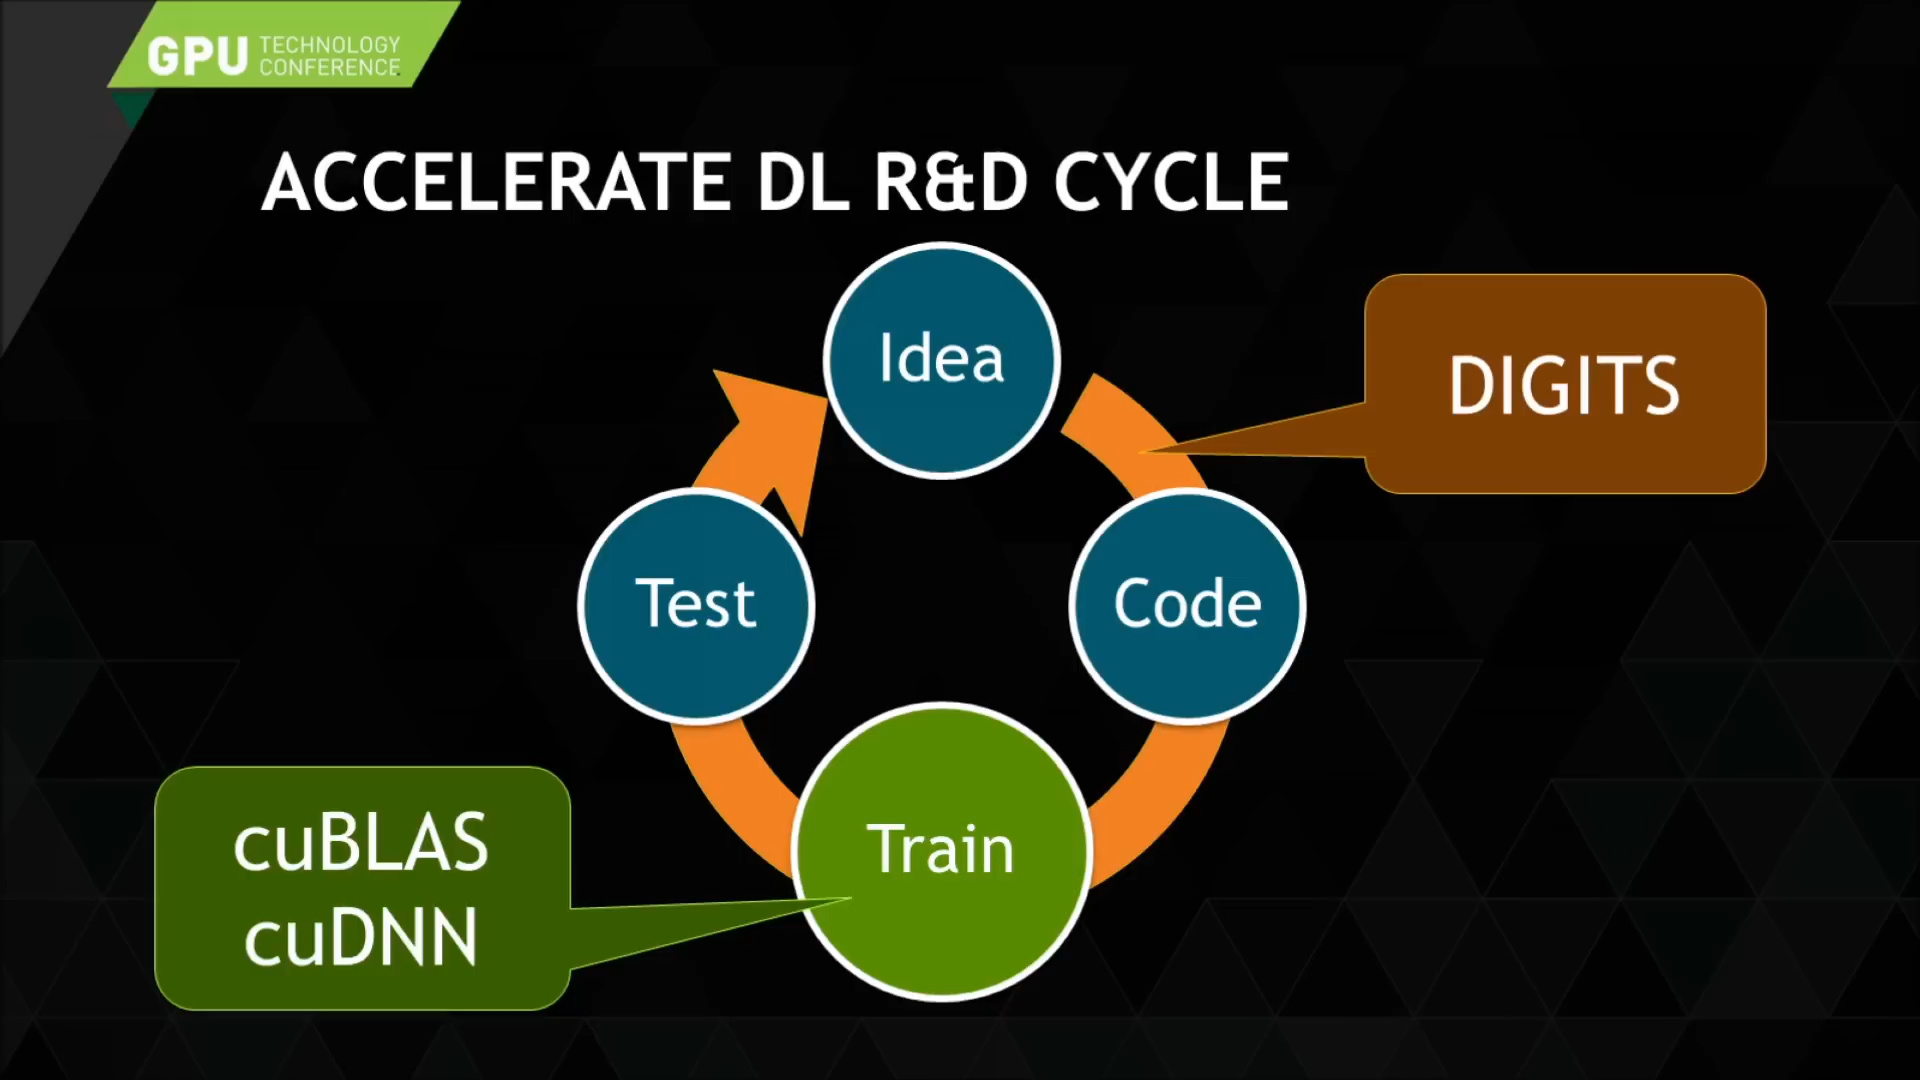 GPU TECHNOLOGY
CONFERENCE
ACCELERATE DL R&D CYCLE
Idea
DIGITS
Test
Code
Train
cuBLAS
cuDNN